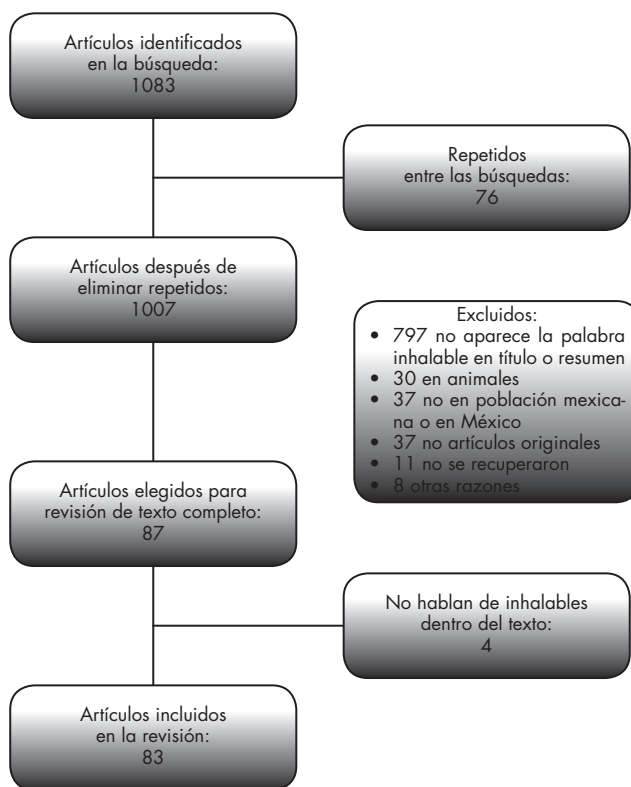 Artículos identificados
en la búsqueda:
1083
Repetidos
entre las búsquedas:
76
Artículos después de
eliminar repetidos:
1007
Excluidos:
• 797 no aparece la palabra
inhalable en título o resumen
• 30 en animales
• 37 no en población mexica-
na o en México
• 37 no artículos originales
• 11 no se recuperaron
• 8 otras razones
Artículos elegidos para
revisión de texto completo:
87
No hablan de inhalables
dentro del texto:
4
Artículos incluidos
en la revisión:
83